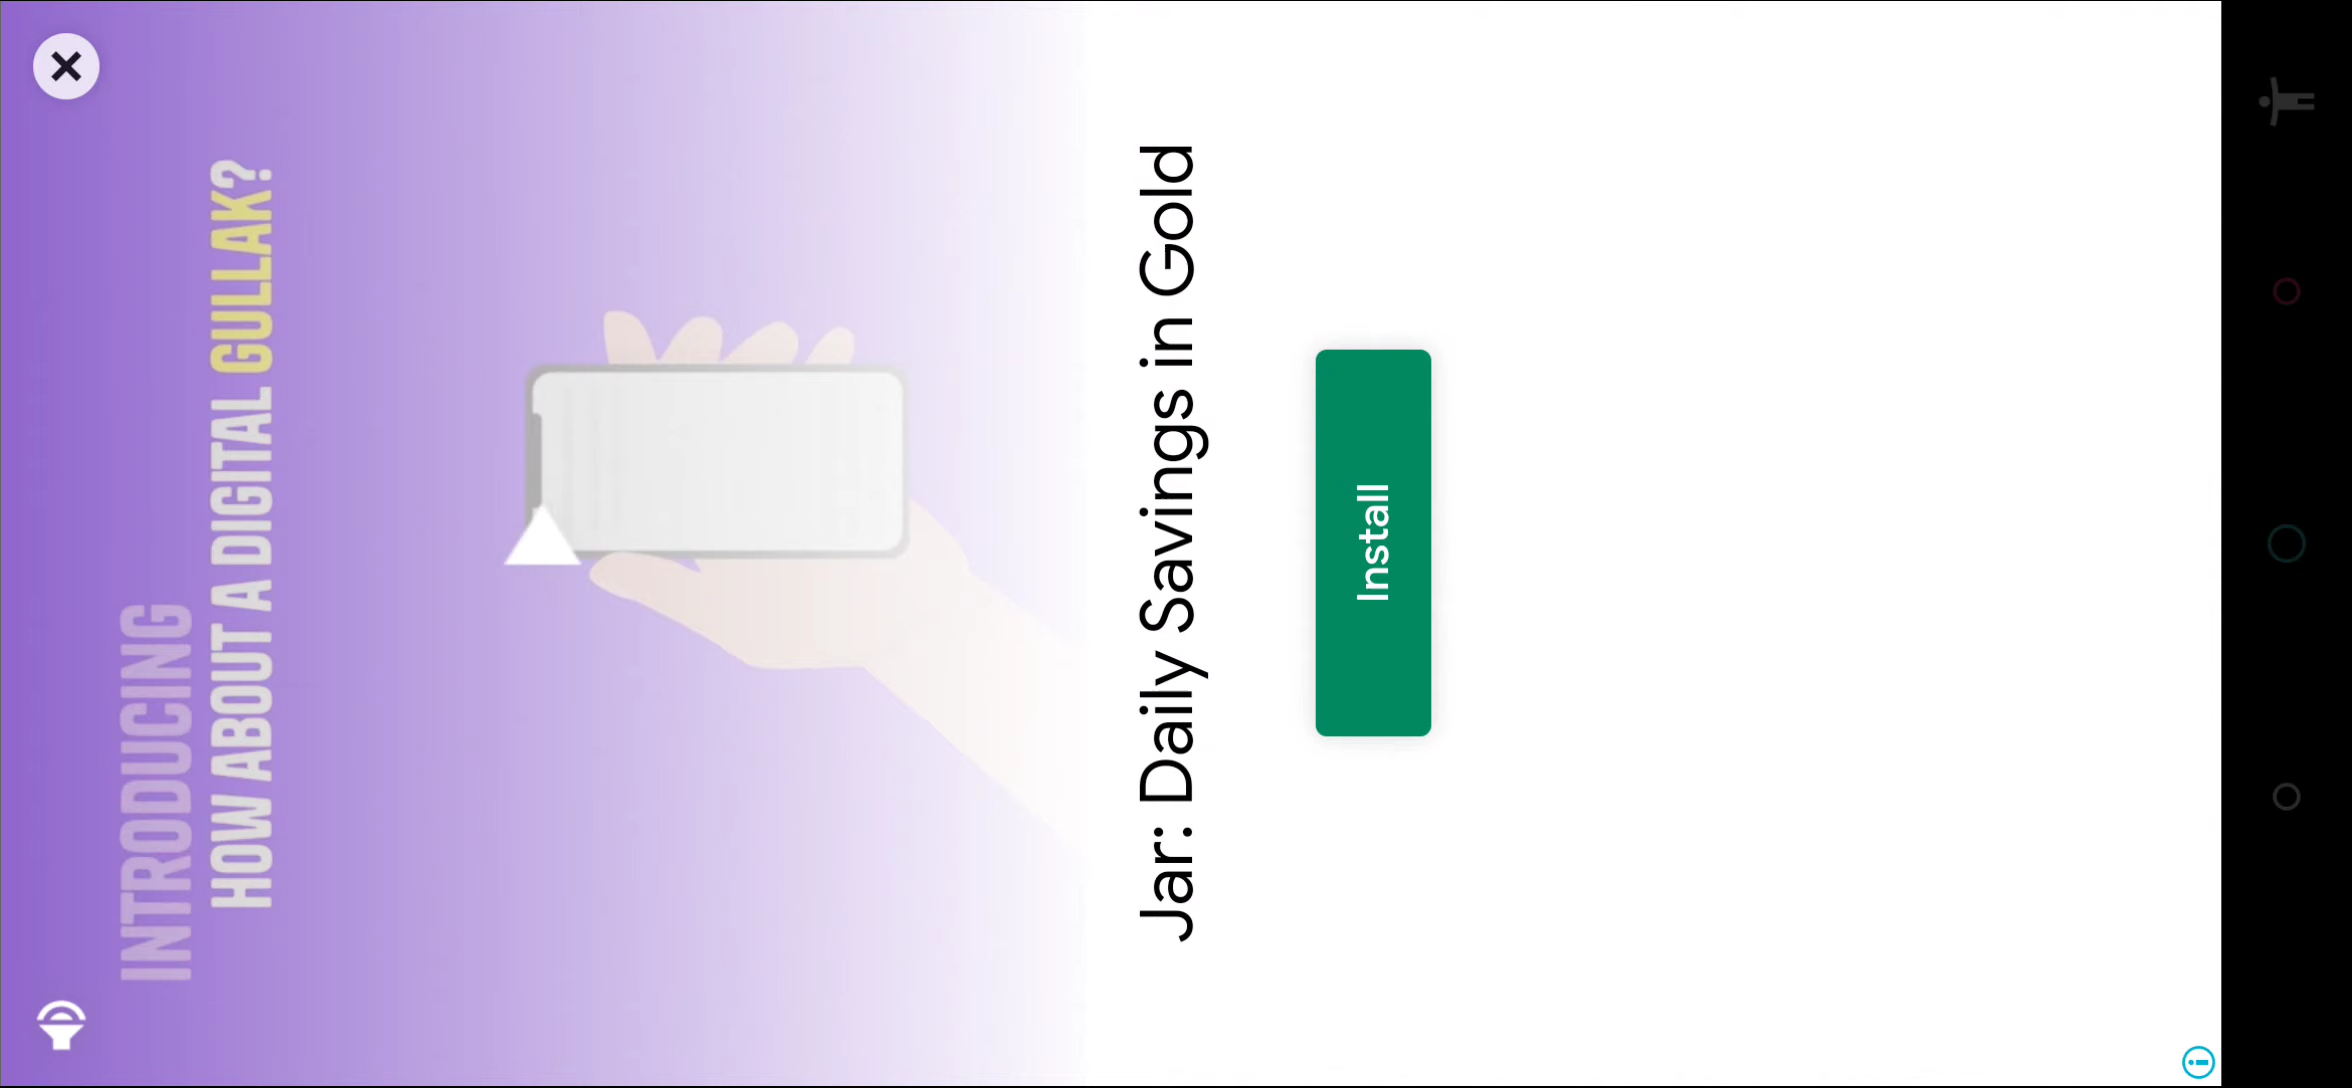 INTRODUCING
HOW ABOUT A DIGITAL GULLAK?
Jar: Daily Savings in Gold
Install